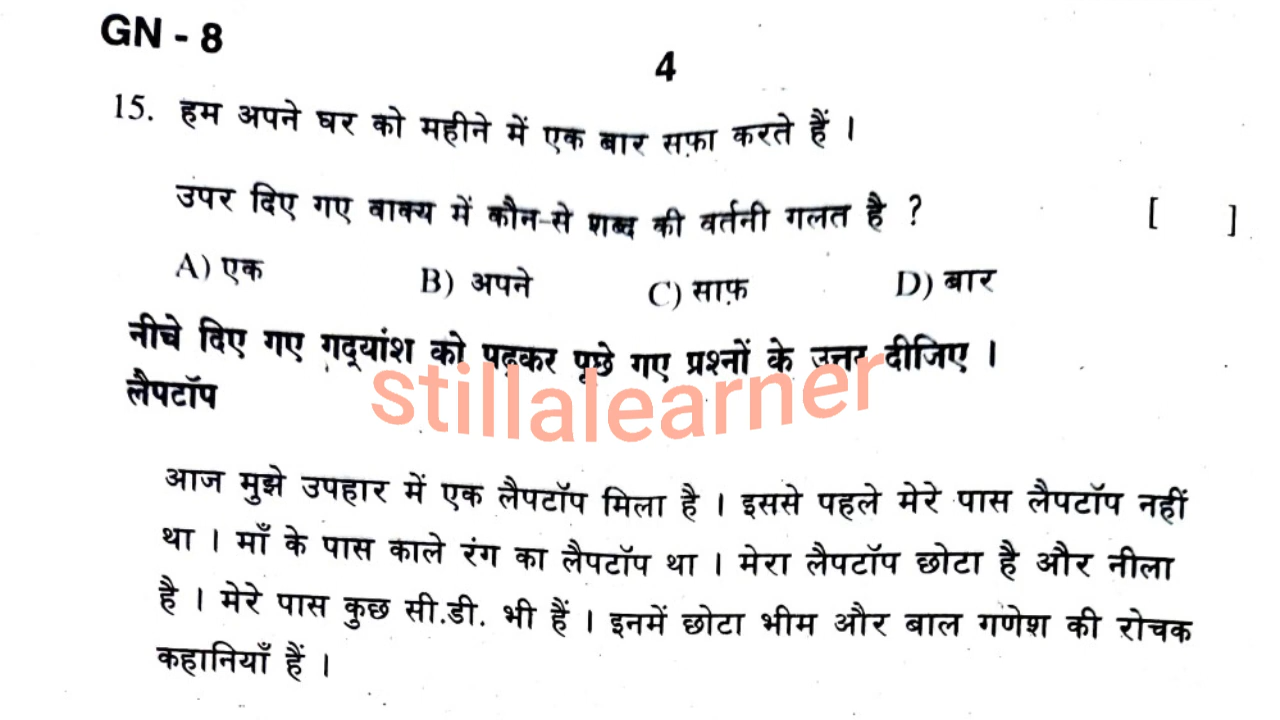 GN - 8
4
15. हम अपने घर को महीने में एक बार सफ़ा करते हैं ।
उपर दिए गए वाक्य में कौन-से शब्द की वर्तनी गलत है ? [ ]
A) एक B) अपने C) साफ़ D) बार
नीचे दिए गए गद्यांश को पढ़कर पूछे गए प्रश्नों के उत्तर दीजिए ।
stillalearner
लैपटॉप
आज मुझे उपहार में एक लैपटॉप मिला है । इससे पहले मेरे पास लैपटॉप नहीं
था । माँ के पास काले रंग का लैपटॉप था । मेरा लैपटॉप छोटा है और नीला
है । मेरे पास कुछ सी.डी. भी हैं । इनमें छोटा भीम और बाल गणेश की रोचक
कहानियाँ हैं ।